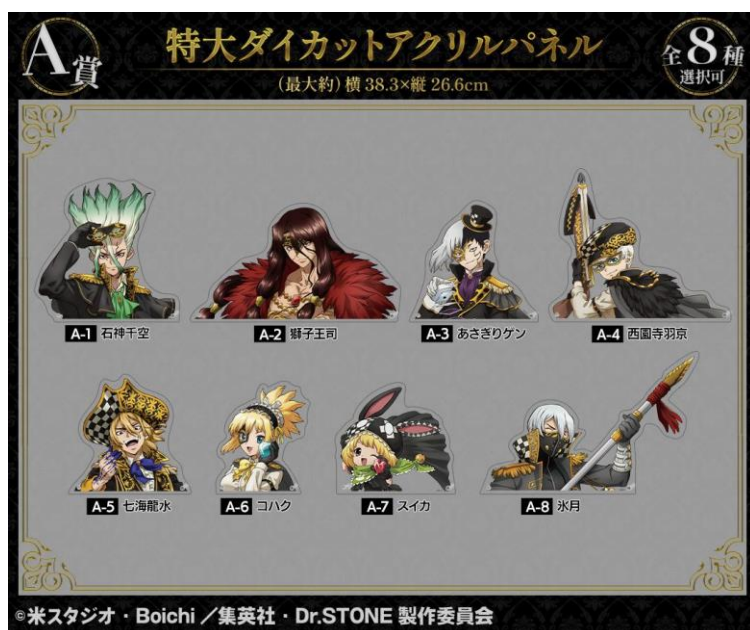 A賞
特大ダイカットアクリルパネル
(最大約)横38.3×縦26.6cm
全8種
選択可
A-1 石神千空
A-2 獅子王司
A-3 あさぎりゲン
A-4 西園寺羽京
A-5 七海龍水
A-6 コハク
A-7 スイカ
A-8 氷月
©米スタジオ・Boichi／集英社・Dr.STONE 製作委員会